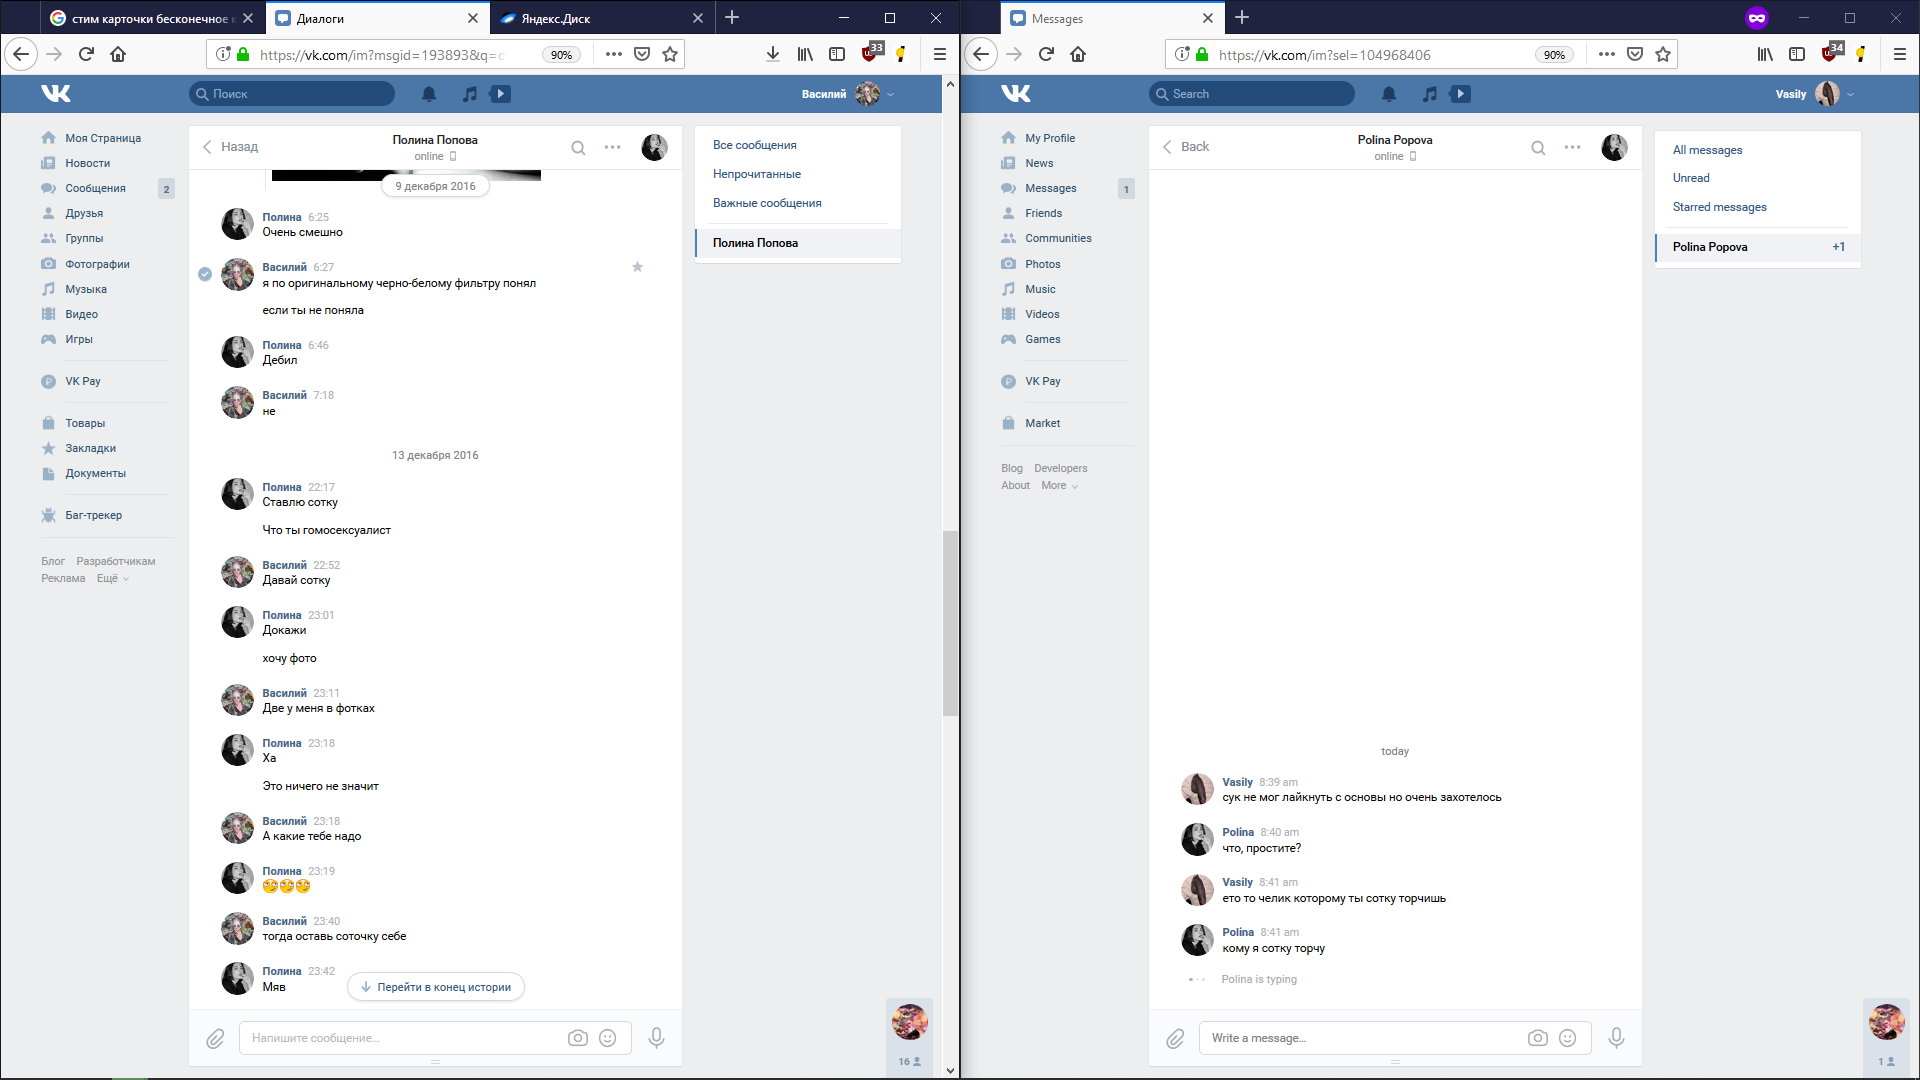 стим карточки бесконечное к
Диалоги
Яндекс.Диск
https://vk.com/im?msgid=193893&q=c
90%
33
Поиск
Василий
Моя Страница
Новости
Сообщения 2
Друзья
Группы
Фотографии
Музыка
Видео
Игры
VK Pay
Товары
Закладки
Документы
Баг-трекер
Блог Разработчикам
Реклама Ещё
Назад
Полина Попова
online
9 декабря 2016
Полина 6:25
Очень смешно
Василий 6:27
я по оригинальному черно-белому фильтру понял
если ты не поняла
Полина 6:46
Дебил
Василий 7:18
не
13 декабря 2016
Полина 22:17
Ставлю сотку
Что ты гомосексуалист
Василий 22:52
Давай сотку
Полина 23:01
Докажи
хочу фото
Василий 23:11
Две у меня в фотках
Полина 23:18
Ха
Это ничего не значит
Василий 23:18
А какие тебе надо
Полина 23:19
Василий 23:40
тогда оставь соточку себе
Полина 23:42
Мяв
Перейти в конец истории
Напишите сообщение...
Все сообщения
Непрочитанные
Важные сообщения
Полина Попова
16
Messages
https://vk.com/im?sel=104968406
90%
34
Search
Vasily
My Profile
News
Messages 1
Friends
Communities
Photos
Music
Videos
Games
VK Pay
Market
Blog Developers
About More
Back
Polina Popova
online
today
Vasily 8:39 am
сук не мог лайкнуть с основы но очень захотелось
Polina 8:40 am
что, простите?
Vasily 8:41 am
ето то челик которому ты сотку торчишь
Polina 8:41 am
кому я сотку торчу
Polina is typing
Write a message...
All messages
Unread
Starred messages
Polina Popova +1
1